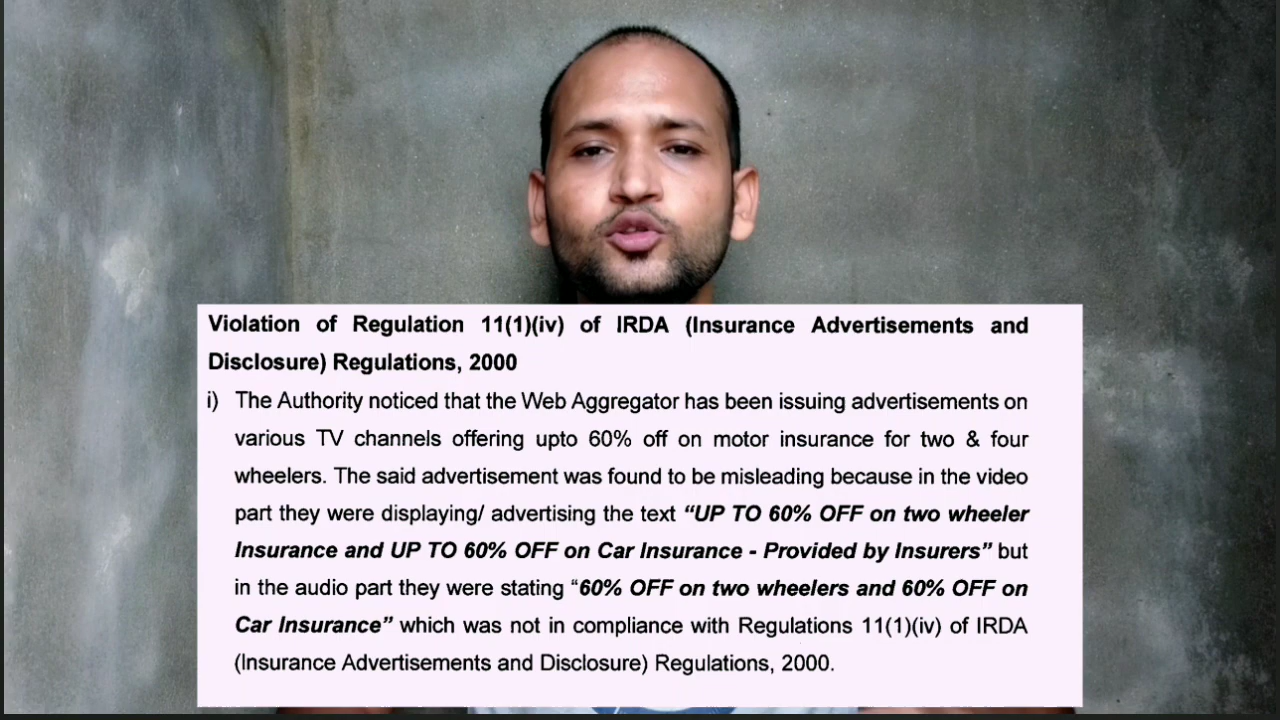 Violation of Regulation 11(1)(iv) of IRDA (Insurance Advertisements and
Disclosure) Regulations, 2000
i) The Authority noticed that the Web Aggregator has been issuing advertisements on
various TV channels offering upto 60% off on motor insurance for two & four
wheelers. The said advertisement was found to be misleading because in the video
part they were displaying/ advertising the text “UP TO 60% OFF on two wheeler
Insurance and UP TO 60% OFF on Car Insurance - Provided by Insurers” but
in the audio part they were stating “60% OFF on two wheelers and 60% OFF on
Car Insurance” which was not in compliance with Regulations 11(1)(iv) of IRDA
(Insurance Advertisements and Disclosure) Regulations, 2000.